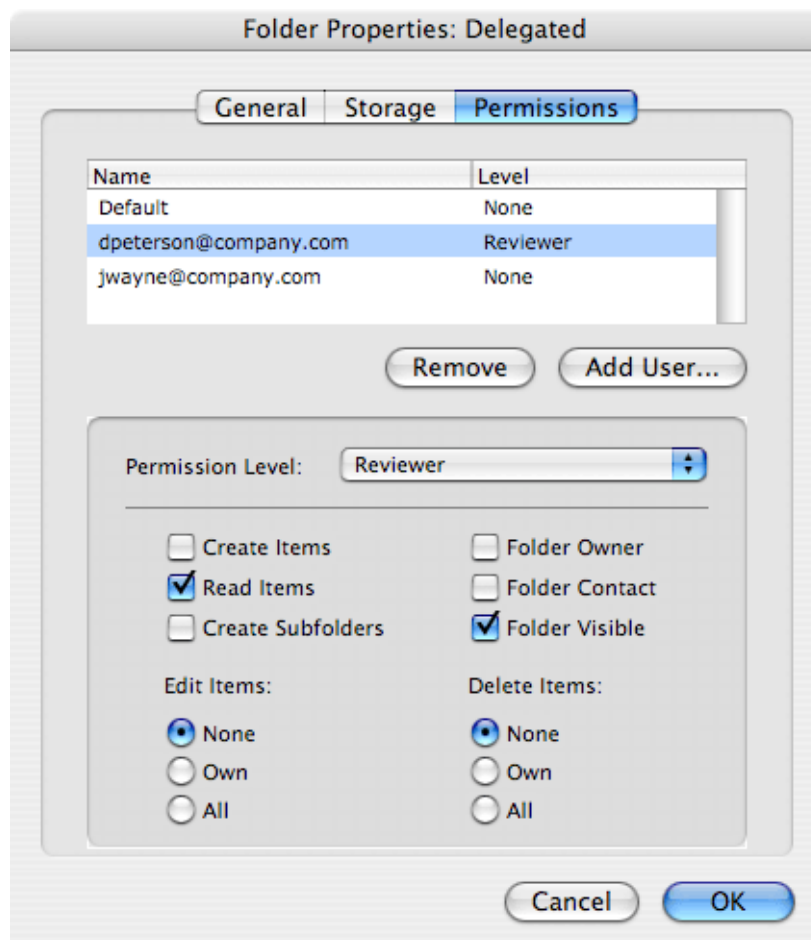 Folder Properties: Delegated
General Storage Permissions
Name Level
Default None
dpeterson@company.com Reviewer
jwayne@company.com None
Remove Add User...
Permission Level: Reviewer
Create Items Folder Owner
Read Items Folder Contact
Create Subfolders Folder Visible
Edit Items: Delete Items:
None None
Own Own
All All
Cancel OK